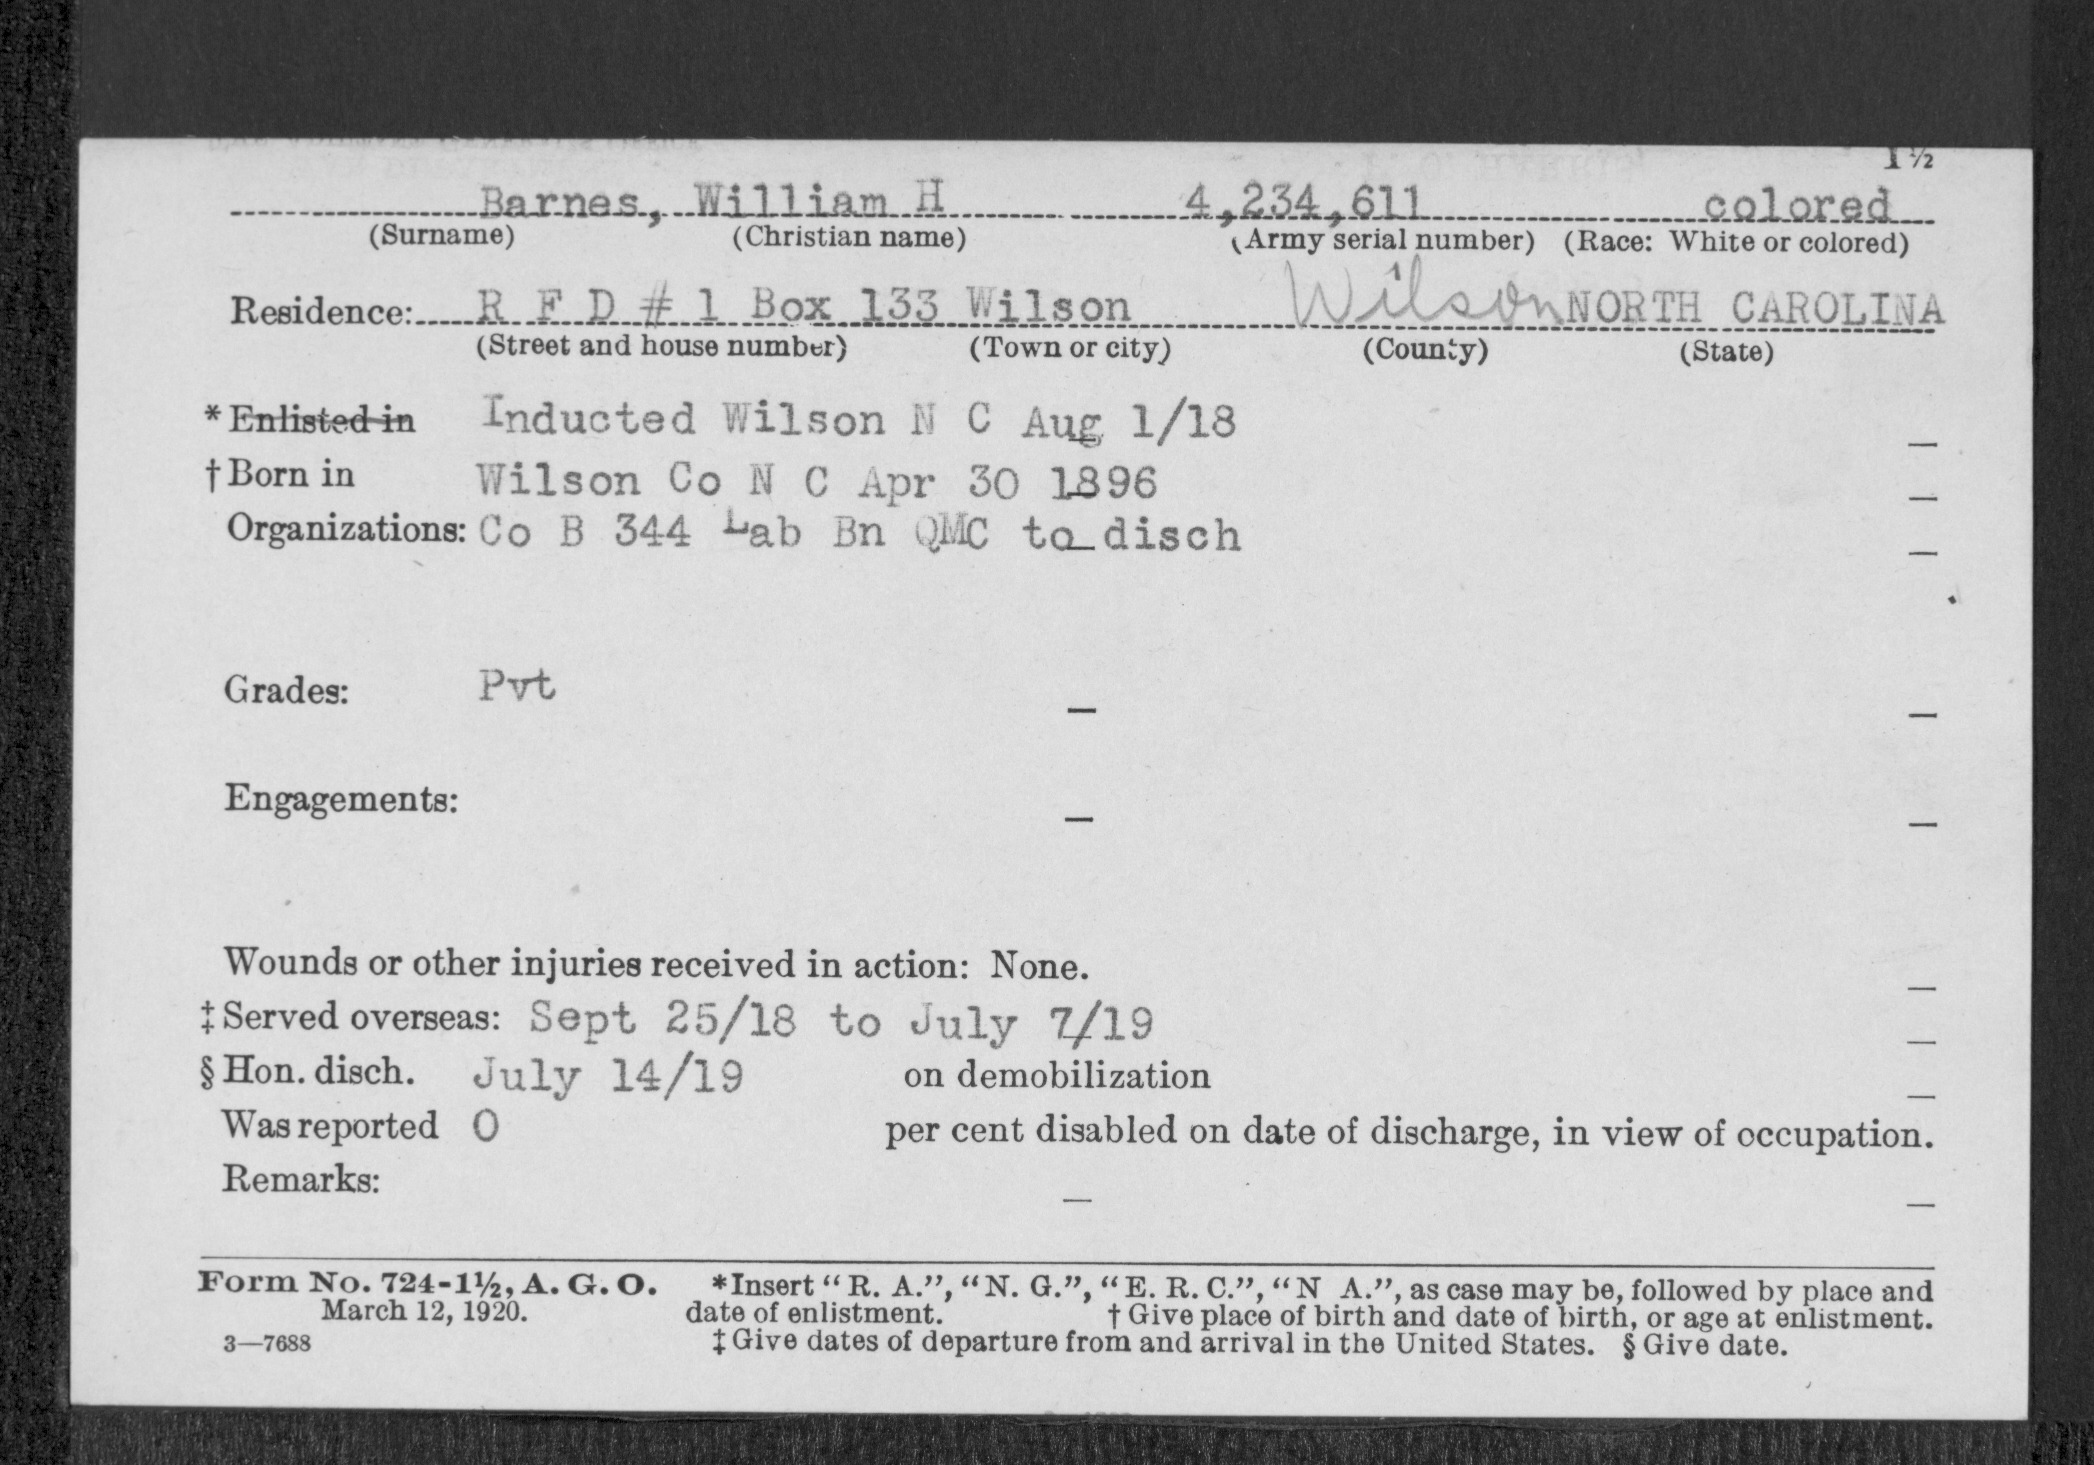 1½
Barnes, William H 4,234,611 colored
(Surname) (Christian name) (Army serial number) (Race: White or colored)
Residence: R F D # 1 Box 133 Wilson Wilson NORTH CAROLINA
(Street and house number) (Town or city) (County) (State)
* Enlisted in Inducted Wilson N C Aug 1/18
† Born in Wilson Co N C Apr 30 1896
Organizations: Co B 344 Lab Bn QMC to disch
Grades: Pvt
Engagements:
Wounds or other injuries received in action: None.
‡ Served overseas: Sept 25/18 to July 7/19
§ Hon. disch. July 14/19 on demobilization
Was reported 0 per cent disabled on date of discharge, in view of occupation.
Remarks:
Form No. 724-1½, A. G. O. *Insert "R. A.", "N. G.", "E. R. C.", "N A.", as case may be, followed by place and
March 12, 1920. date of enlistment. † Give place of birth and date of birth, or age at enlistment.
3—7688 ‡ Give dates of departure from and arrival in the United States. § Give date.